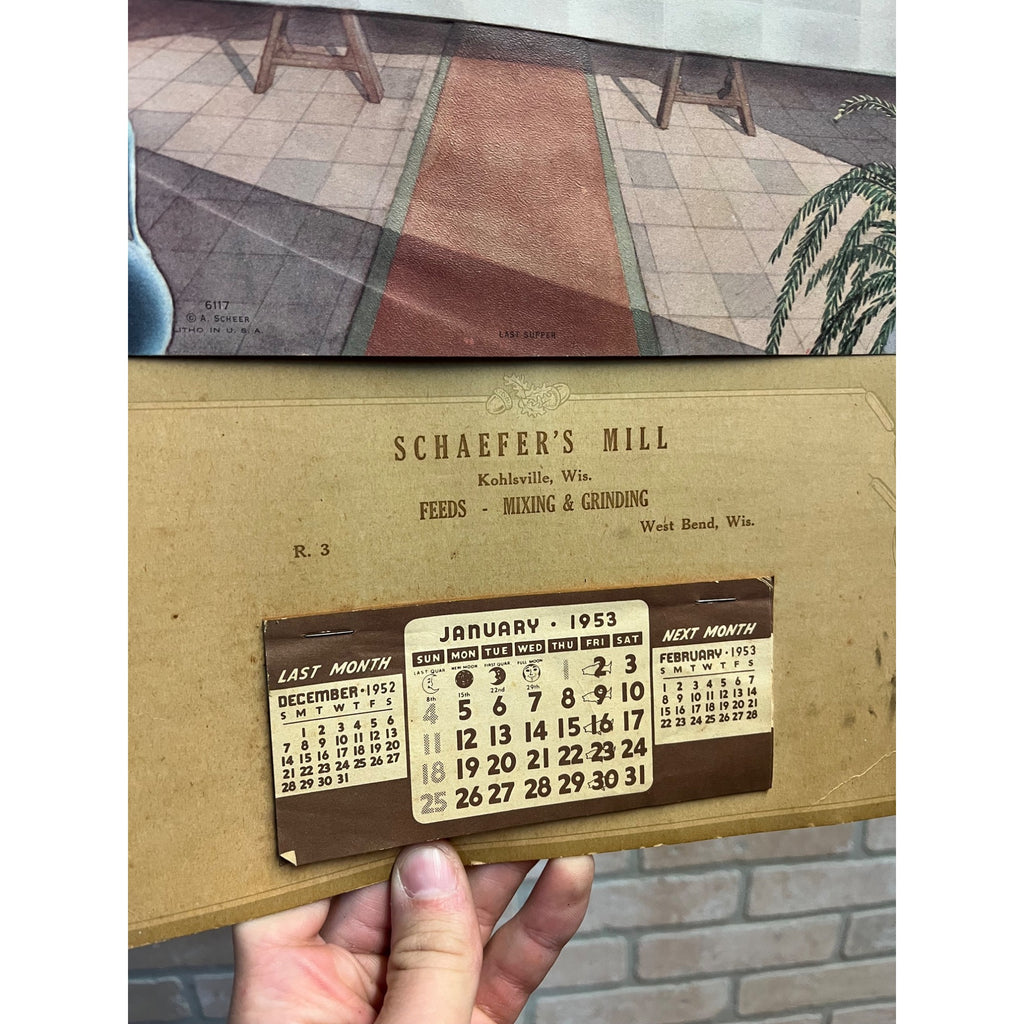 6117
© A. SCHEER
LITHO IN U. S. A.
LAST SUPPER
SCHAEFER'S MILL
Kohlsville, Wis.
FEEDS - MIXING & GRINDING
West Bend, Wis.
R. 3
LAST MONTH
DECEMBER · 1952
S M T W T F S
1 2 3 4 5 6
7 8 9 10 11 12 13
14 15 16 17 18 19 20
21 22 23 24 25 26 27
28 29 30 31
JANUARY · 1953
SUN MON TUE WED THU FRI SAT
LAST QUAR. NEW MOON FIRST QUAR. FULL MOON
8th 15th 22nd 29th
1 2 3
4 5 6 7 8 9 10
11 12 13 14 15 16 17
18 19 20 21 22 23 24
25 26 27 28 29 30 31
NEXT MONTH
FEBRUARY · 1953
S M T W T F S
1 2 3 4 5 6 7
8 9 10 11 12 13 14
15 16 17 18 19 20 21
22 23 24 25 26 27 28